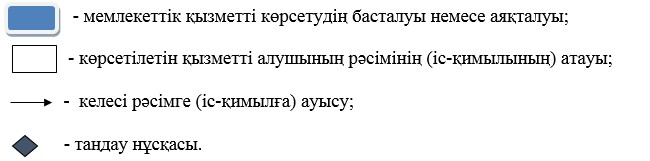 - мемлекеттік қызметті көрсетудің басталуы немесе аяқталуы;
- көрсетілетін қызметті алушының рәсімінің (іс-қимылының) атауы;
- келесі рәсімге (іс-қимылға) ауысу;
- таңдау нұсқасы.